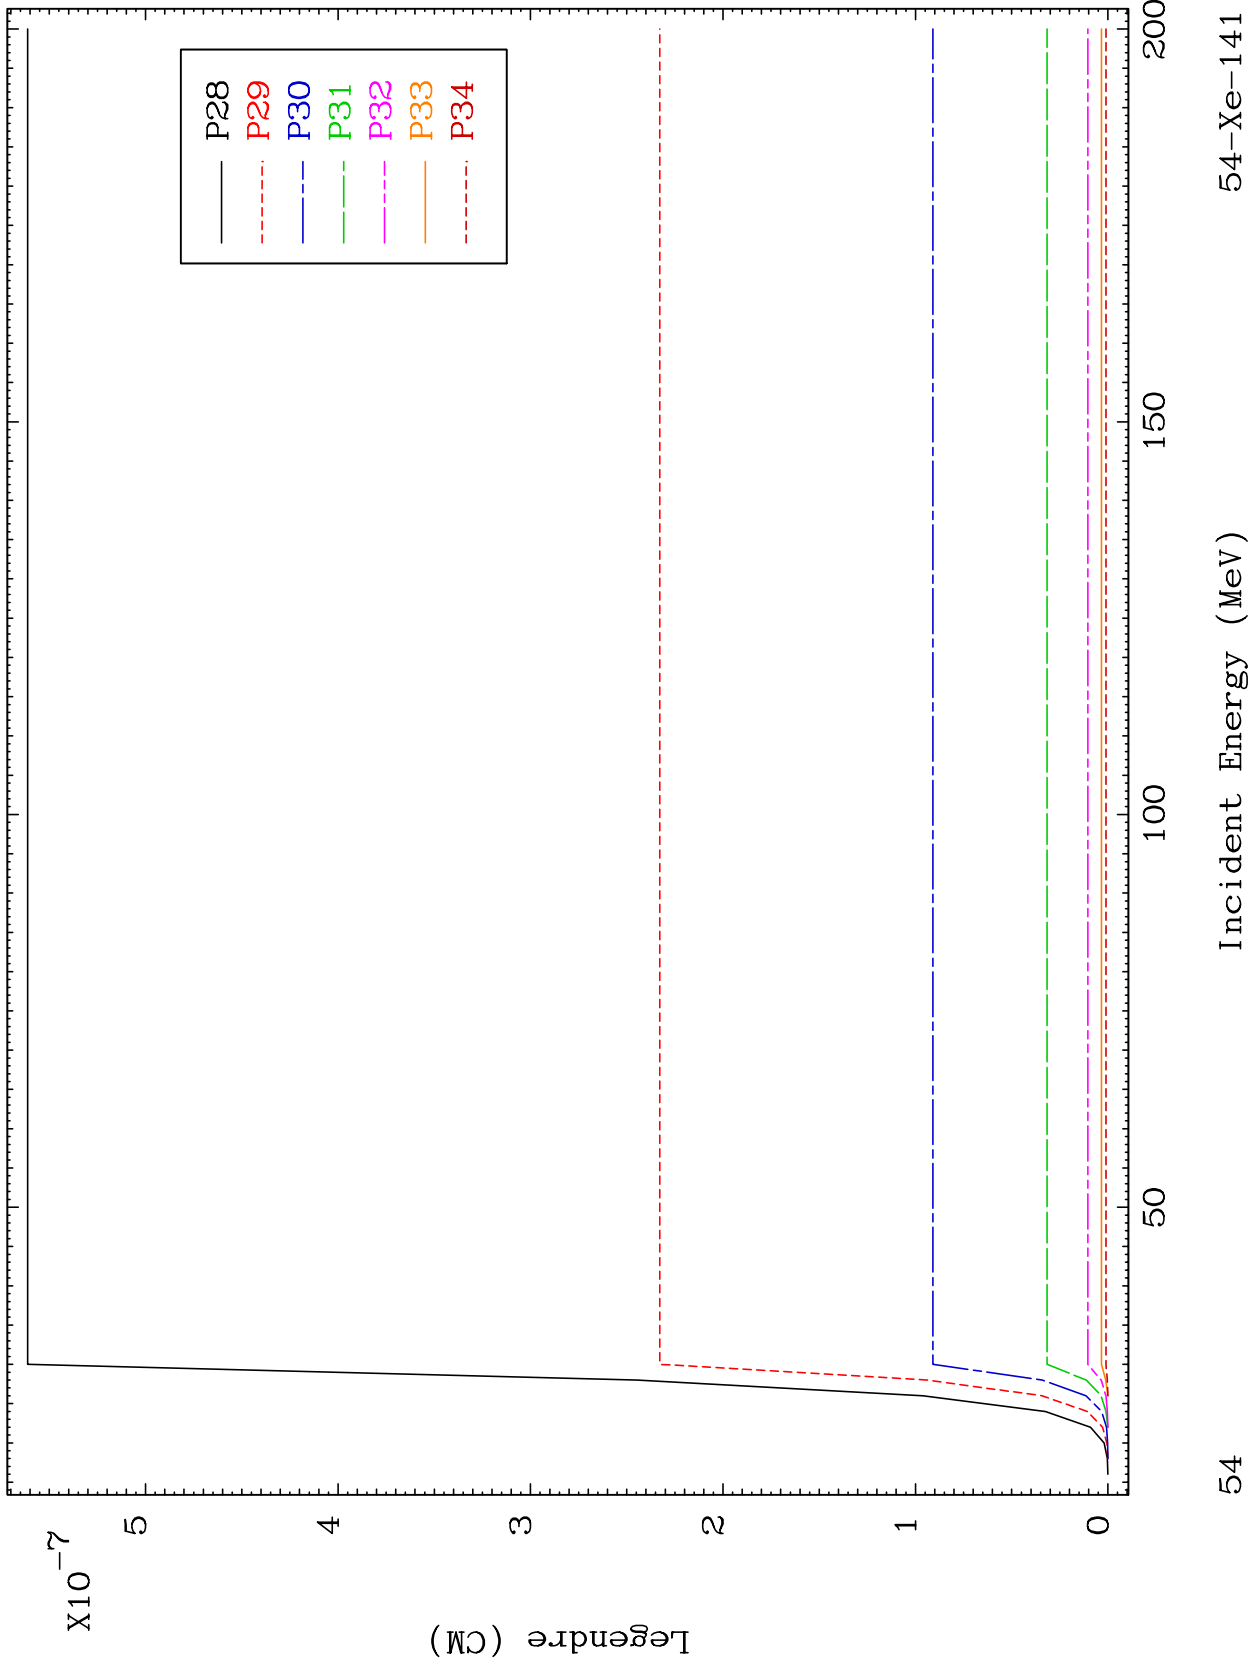 X10-7
5
4
3
2
1
0
Legendre (CM)
P28
P29
P30
P31
P32
P33
P34
50
100
150
200
Incident Energy (MeV)
54
54-Xe-141